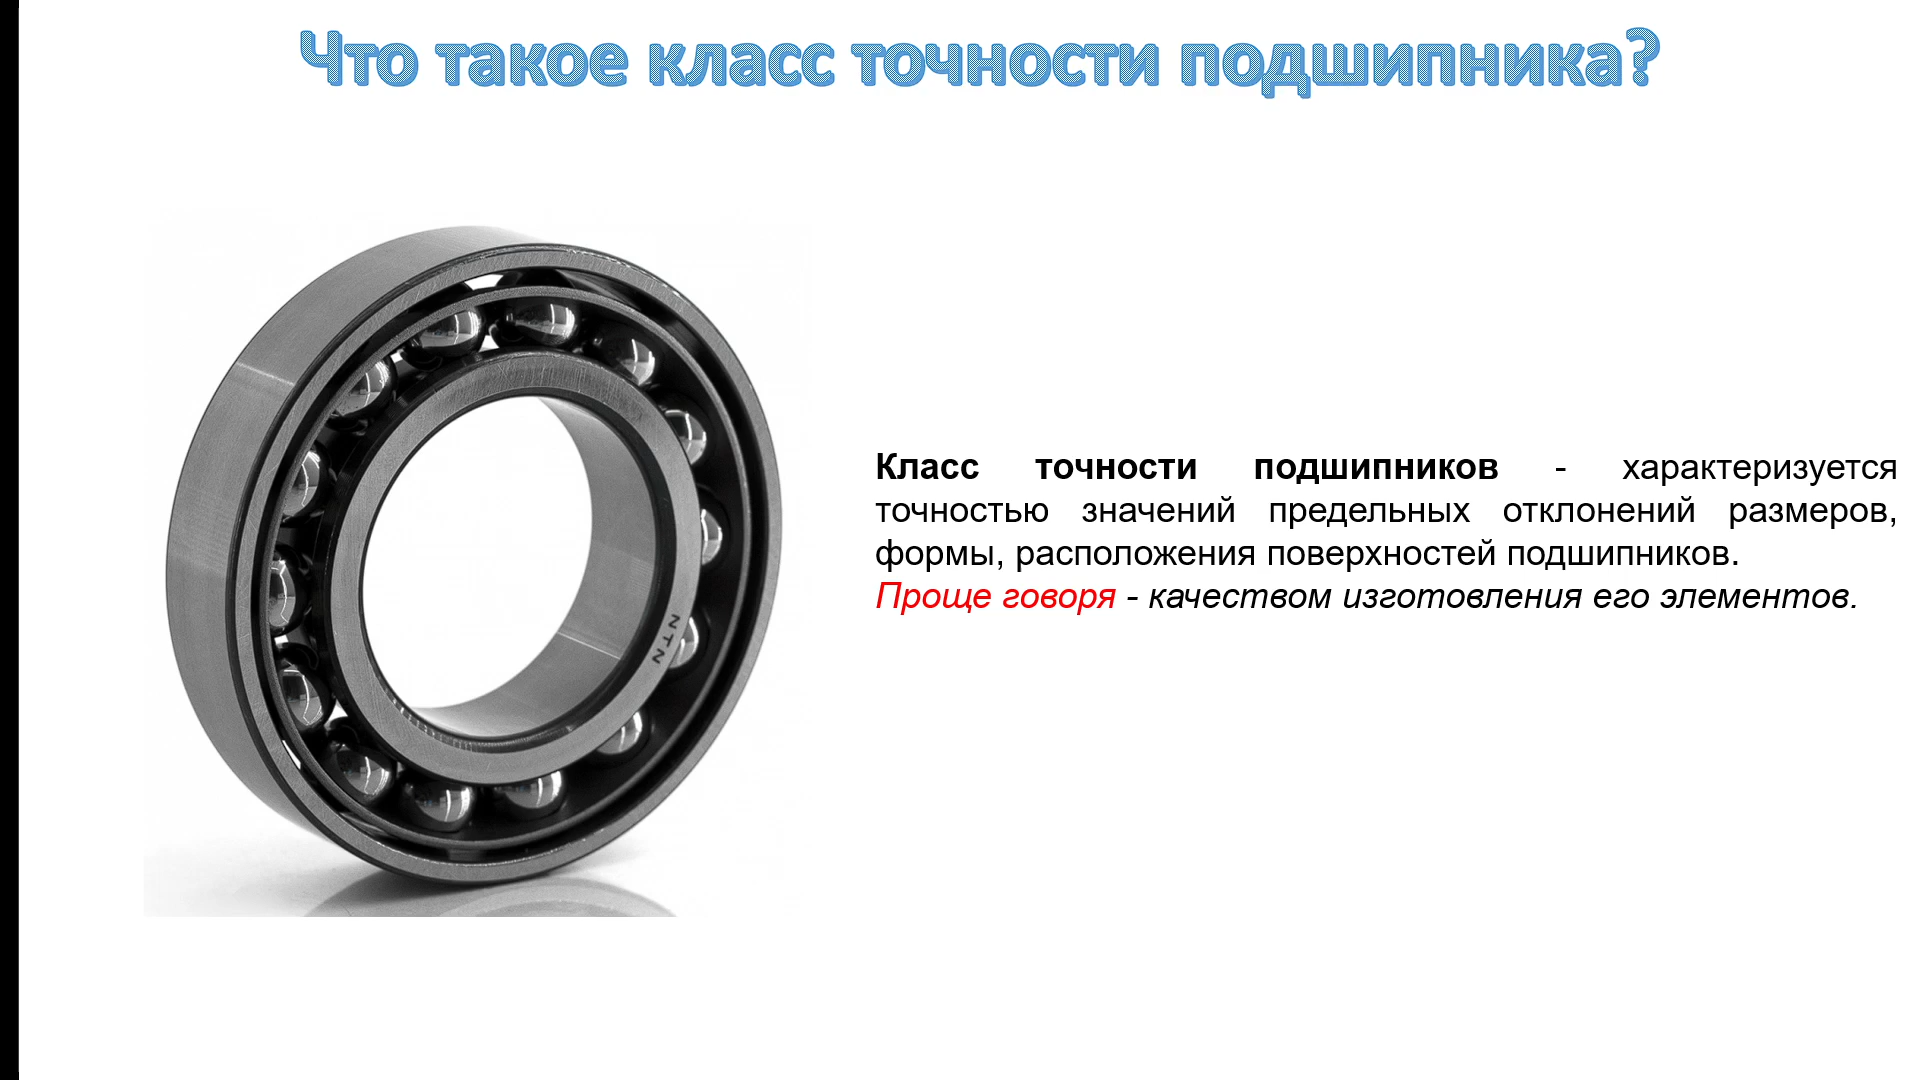 Что такое класс точности подшипника?
Класс точности подшипников - характеризуется
точностью значений предельных отклонений размеров,
формы, расположения поверхностей подшипников.
Проще говоря - качеством изготовления его элементов.
NTN